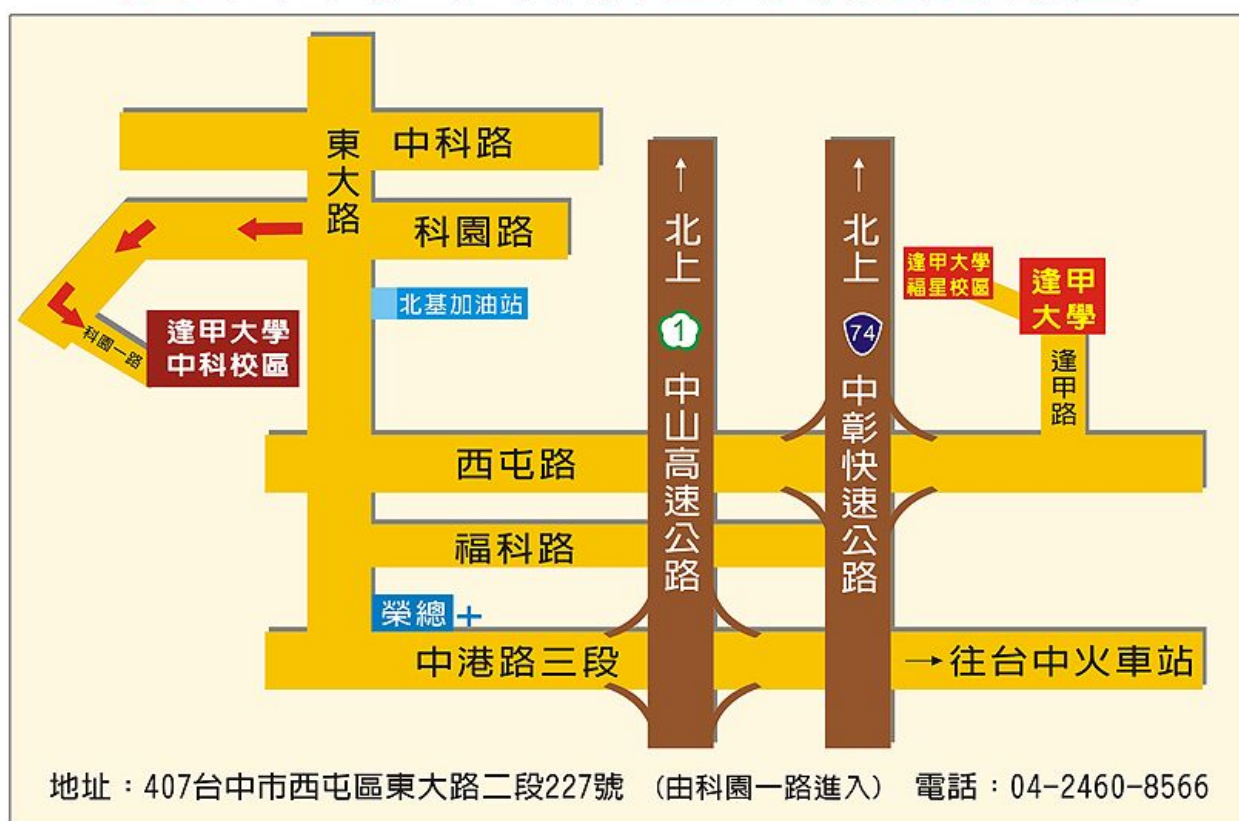 中科路
東大路
科園路
北上
北上
逢甲大學
福星校區
逢甲
大學
北基加油站
1
74
逢甲大學
中科校區
科園一路
逢甲路
中山高速公路
中彰快速公路
西屯路
福科路
榮總
中港路三段
→往台中火車站
地址：407台中市西屯區東大路二段227號 （由科園一路進入） 電話：04-2460-8566